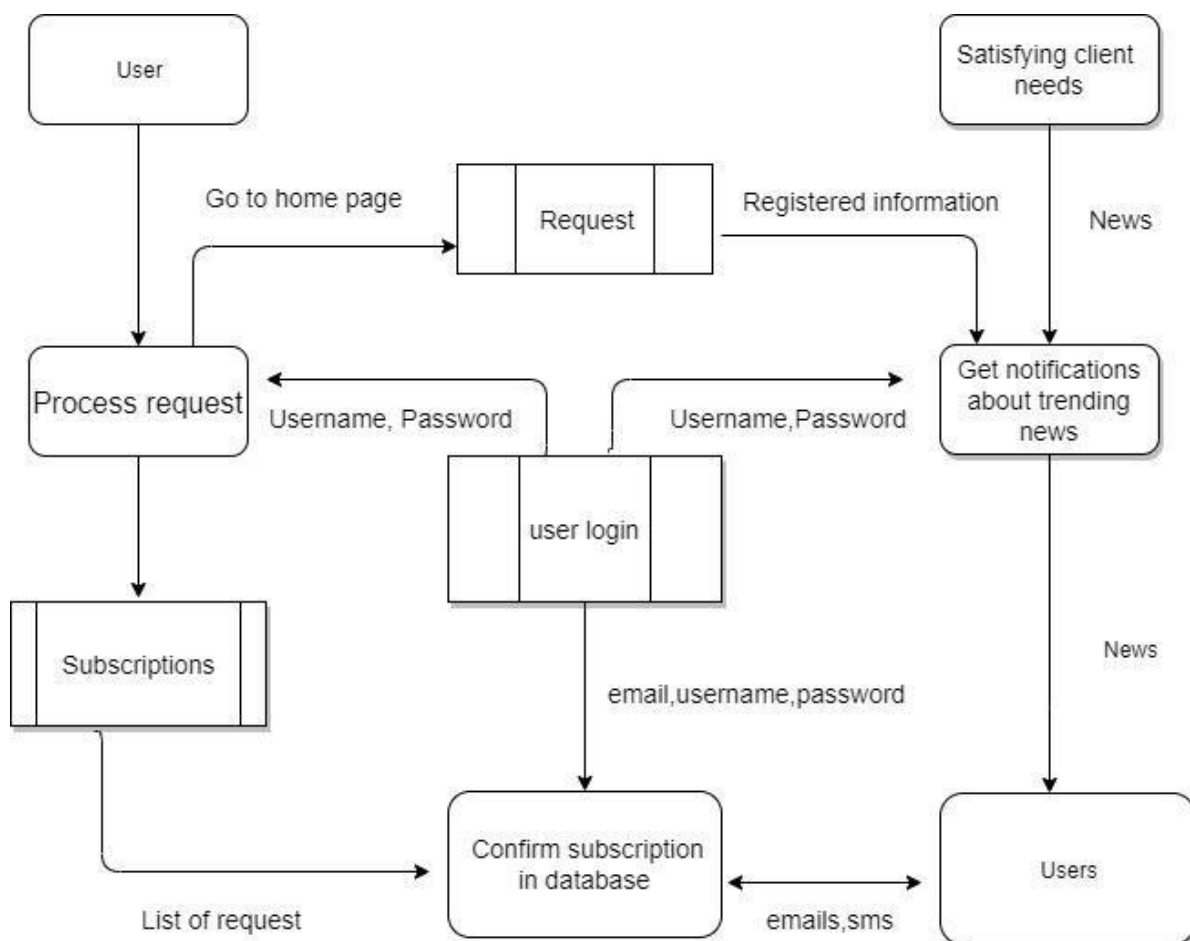 User
Satisfying client
needs
Go to home page
Request
Registered information
News
Process request
Username, Password
Username,Password
Get notifications
about trending
news
user login
Subscriptions
News
email,username,password
Confirm subscription
in database
Users
List of request
emails,sms